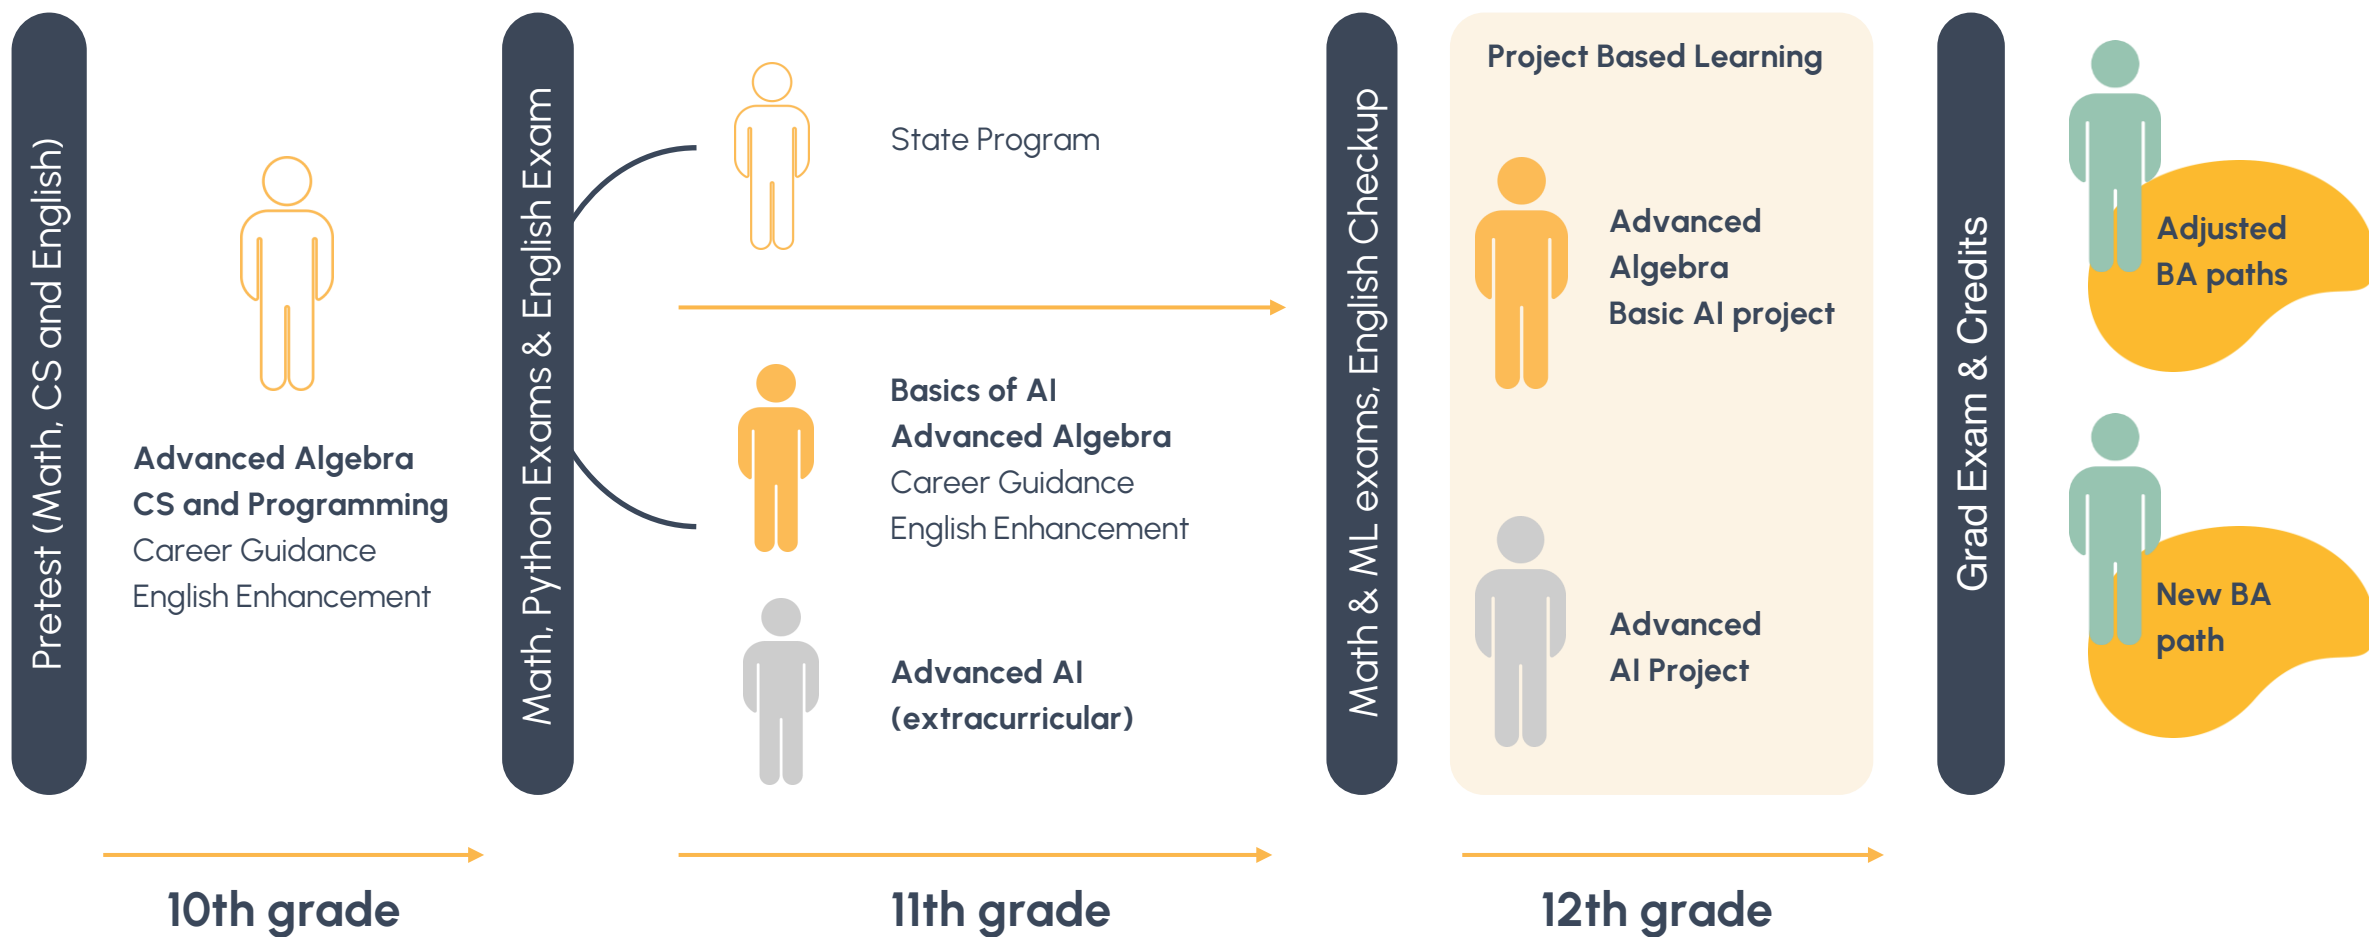 Pretest (Math, CS and English)
Advanced Algebra
CS and Programming
Career Guidance
English Enhancement
Math, Python Exams & English Exam
State Program
Basics of AI
Advanced Algebra
Career Guidance
English Enhancement
Advanced AI
(extracurricular)
Math & ML exams, English Checkup
Project Based Learning
Advanced
Algebra
Basic AI project
Advanced
AI Project
Grad Exam & Credits
Adjusted
BA paths
New BA
path
10th grade
11th grade
12th grade